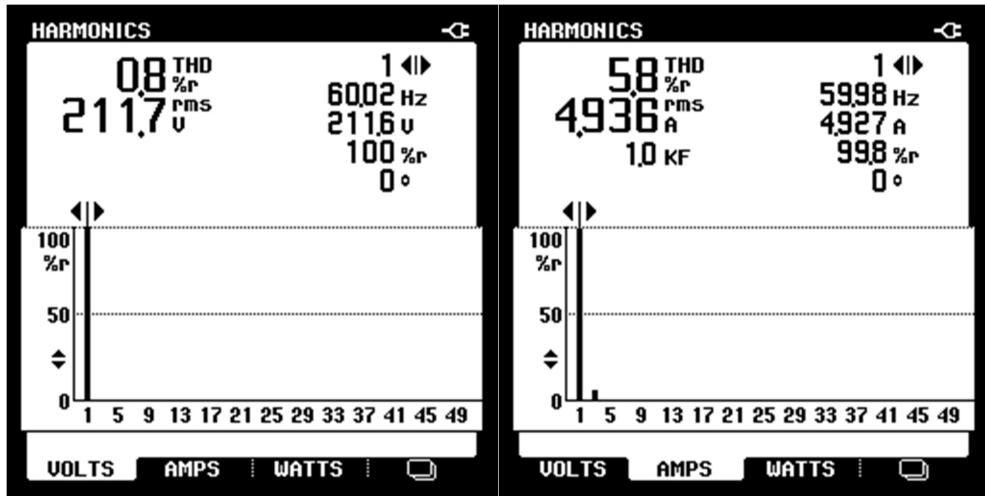 HARMONICS
0.8 THD %r
211.7 rms V
1
60.02 Hz
211.6 V
100 %r
0 °
100
%r
50
0
1 5 9 13 17 21 25 29 33 37 41 45 49
VOLTS AMPS WATTS
HARMONICS
5.8 THD %r
4.936 rms A
1.0 KF
1
59.98 Hz
4.927 A
99.8 %r
0 °
100
%r
50
0
1 5 9 13 17 21 25 29 33 37 41 45 49
VOLTS AMPS WATTS